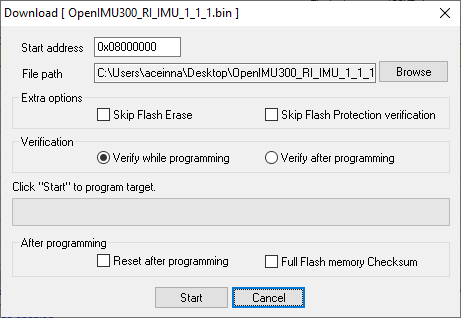 Download [ OpenIMU300_RI_IMU_1_1_1.bin ]
Start address 0x08000000
File path C:\Users\aceinna\Desktop\OpenIMU300_RI_IMU_1_1_1 Browse
Extra options
Skip Flash Erase Skip Flash Protection verification
Verification
Verify while programming Verify after programming
Click "Start" to program target.
After programming
Reset after programming Full Flash memory Checksum
Start Cancel